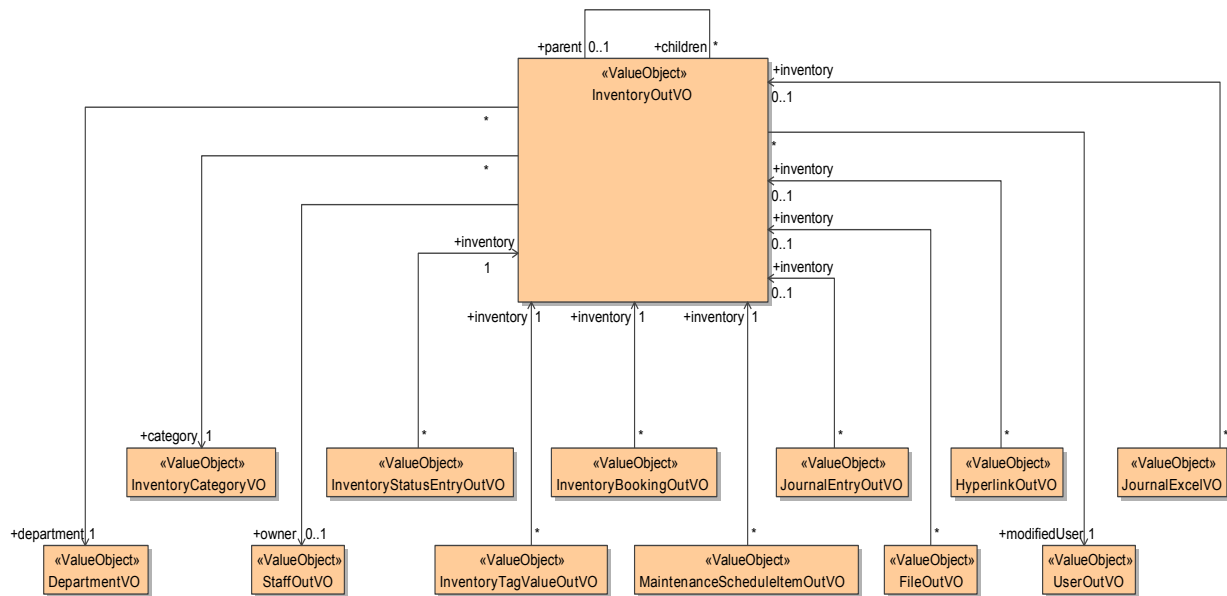 +parent 0..1 +children *
«ValueObject»
InventoryOutVO
+inventory
0..1
*
*
+inventory
0..1
*
+inventory
0..1
+inventory
1
+inventory
0..1
+inventory 1 +inventory 1 +inventory 1
+category 1 * * * * *
«ValueObject» «ValueObject» «ValueObject» «ValueObject» «ValueObject» «ValueObject»
InventoryCategoryVO InventoryStatusEntryOutVO InventoryBookingOutVO JournalEntryOutVO HyperlinkOutVO JournalExcelVO
+department 1 +owner 0..1 * * * +modifiedUser 1
«ValueObject» «ValueObject» «ValueObject» «ValueObject» «ValueObject» «ValueObject»
DepartmentVO StaffOutVO InventoryTagValueOutVO MaintenanceScheduleItemOutVO FileOutVO UserOutVO